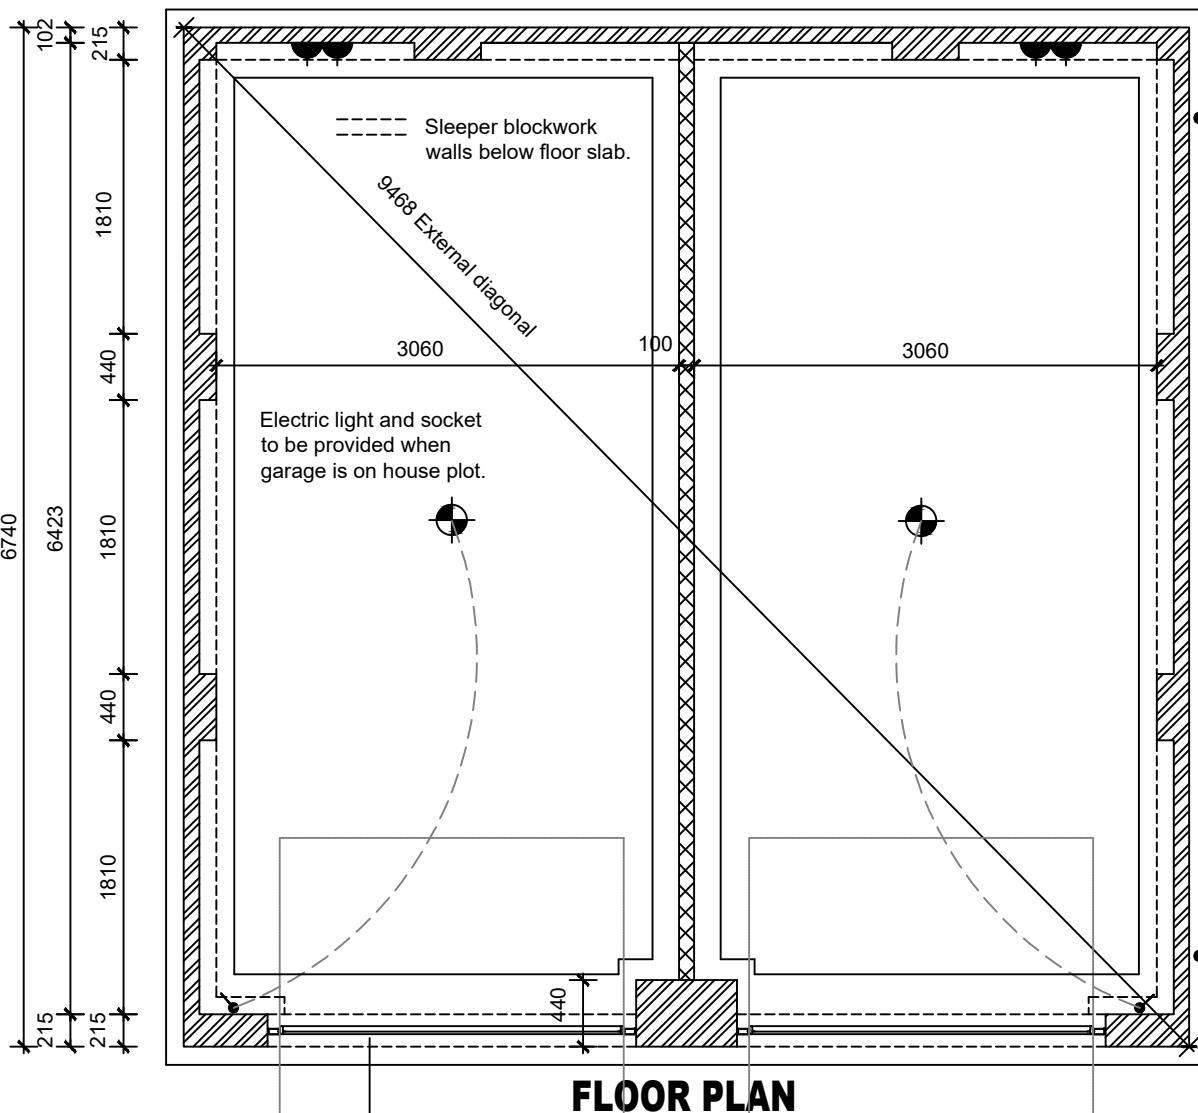 102
215
Sleeper blockwork
walls below floor slab.
1810
9468 External diagonal
3060
100
3060
440
Electric light and socket
to be provided when
garage is on house plot.
6740
6423
1810
440
1810
440
215
215
FLOOR PLAN